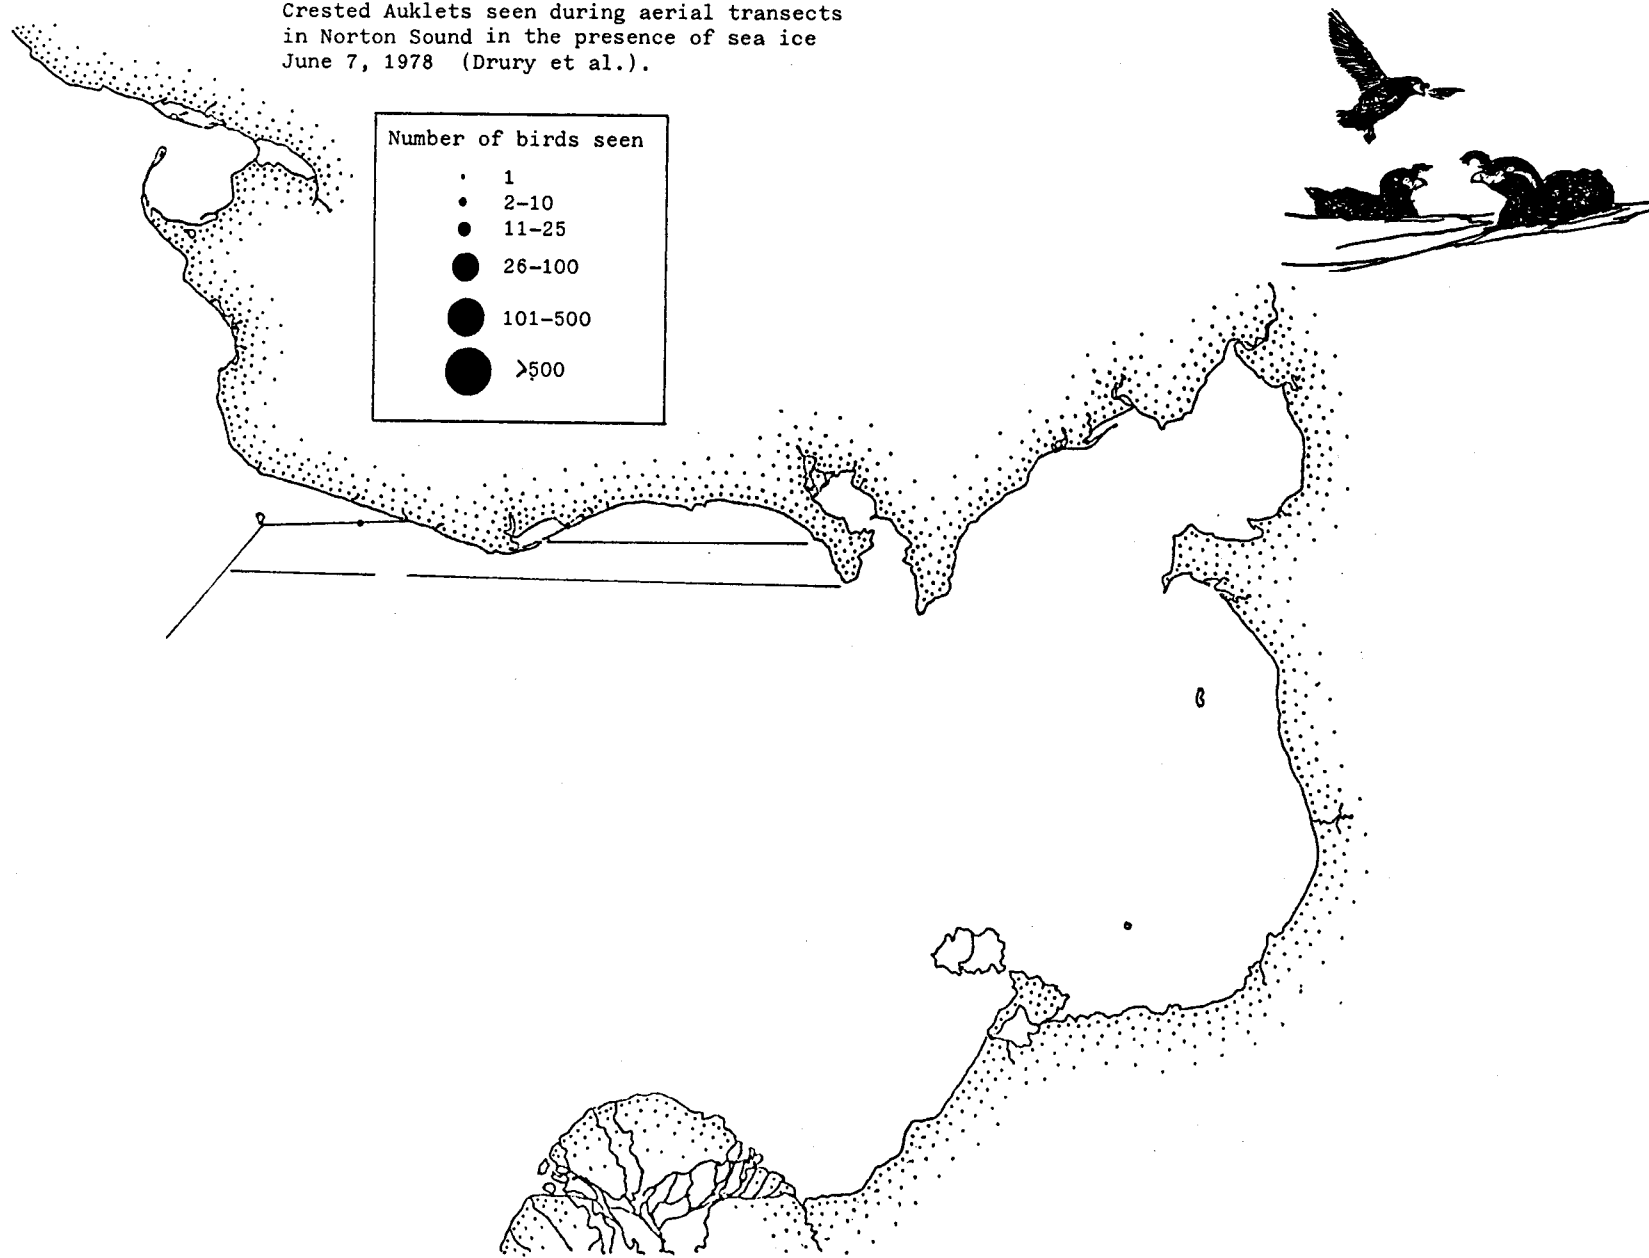 Crested Auklets seen during aerial transects
in Norton Sound in the presence of sea ice
June 7, 1978 (Drury et al.).
Number of birds seen
1
2-10
11-25
26-100
101-500
>500